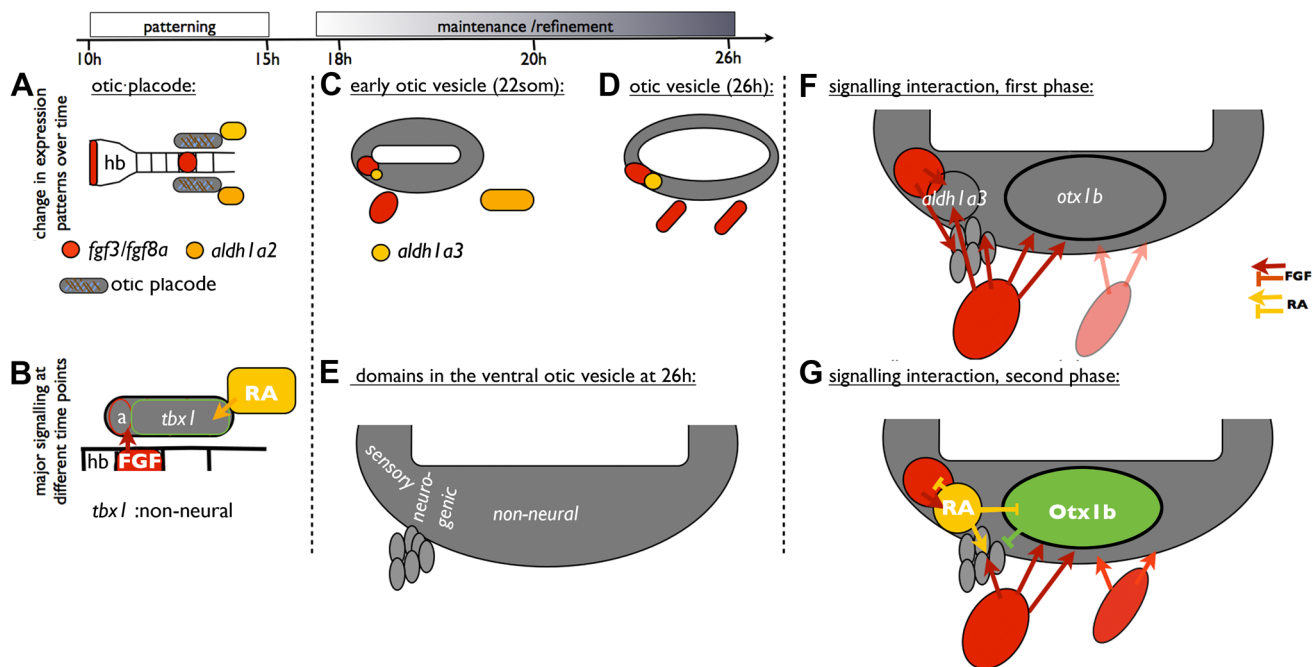 patterning
maintenance /refinement
10h
15h
18h
20h
26h
A
otic placode:
change in expression
patterns over time
hb
fgf3/fgf8a
aldh1a2
otic placode
B
major signalling at
different time points
RA
a
tbx1
hb
FGF
tbx1 :non-neural
C
early otic vesicle (22som):
aldh1a3
D
otic vesicle (26h):
E
domains in the ventral otic vesicle at 26h:
sensory
neuro-
genic
non-neural
F
signalling interaction, first phase:
aldh1a3
otx1b
FGF
RA
G
signalling interaction, second phase:
RA
Otx1b